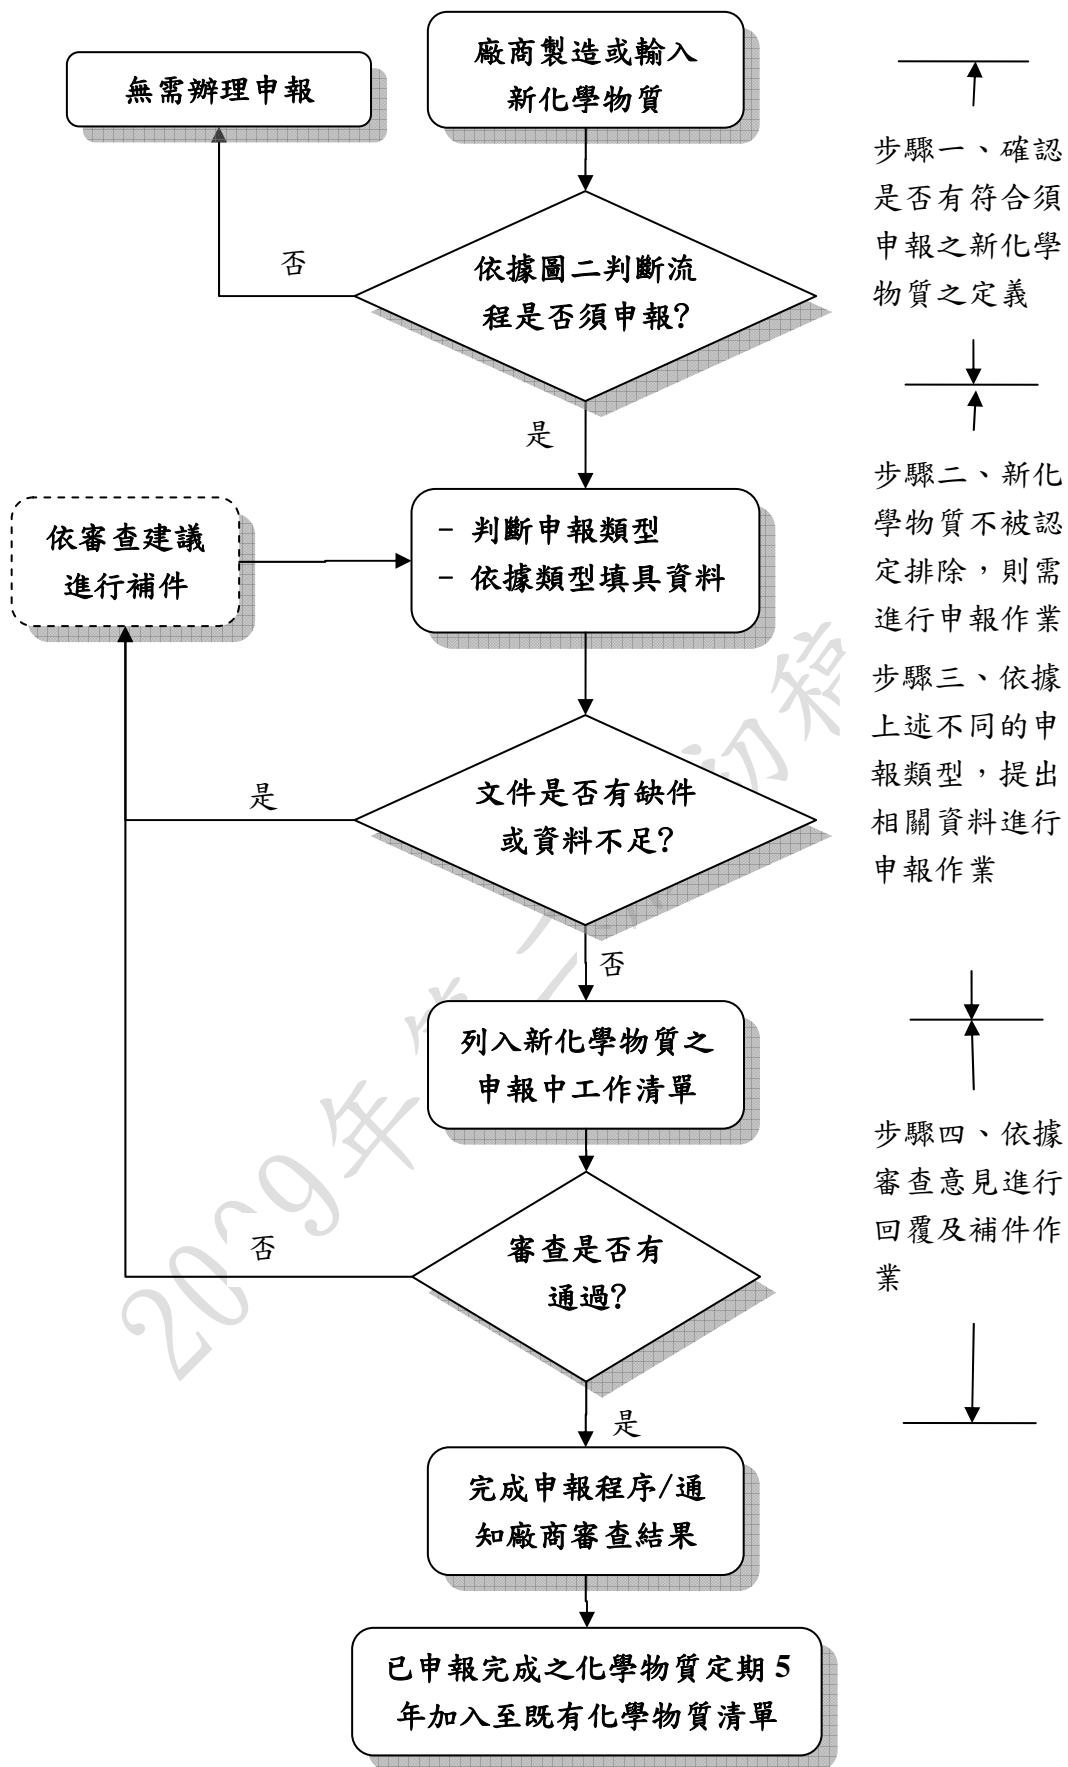 廠商製造或輸入
新化學物質
無需辦理申報
依據圖二判斷流
程是否須申報?
否
是
- 判斷申報類型
- 依據類型填具資料
依審查建議
進行補件
文件是否有缺件
或資料不足?
是
否
列入新化學物質之
申報中工作清單
審查是否有
通過?
否
是
完成申報程序/通
知廠商審查結果
已申報完成之化學物質定期 5
年加入至既有化學物質清單
步驟一、確認
是否有符合須
申報之新化學
物質之定義
步驟二、新化
學物質不被認
定排除，則需
進行申報作業
步驟三、依據
上述不同的申
報類型，提出
相關資料進行
申報作業
步驟四、依據
審查意見進行
回覆及補件作
業